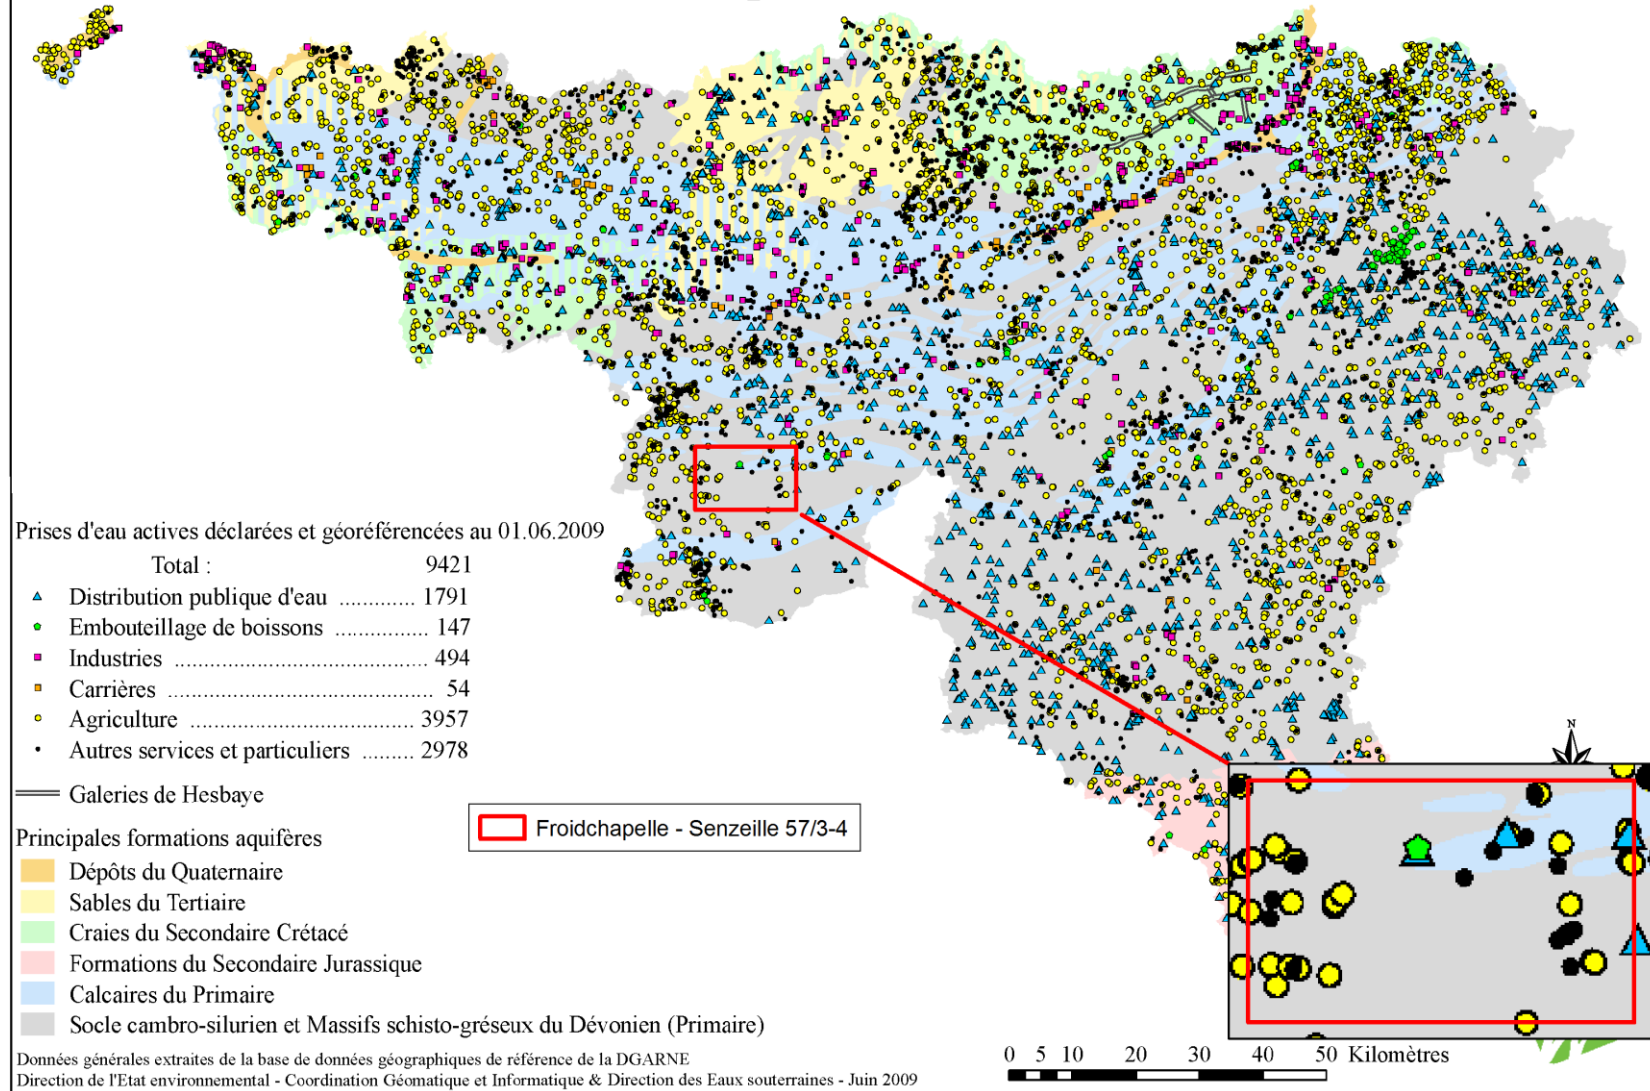 Prises d'eau actives déclarées et géoréférencées au 01.06.2009
Total : 9421
Distribution publique d'eau ............. 1791
Embouteillage de boissons ................ 147
Industries ........................................... 494
Carrières ............................................. 54
Agriculture ...................................... 3957
Autres services et particuliers ......... 2978
Galeries de Hesbaye
Principales formations aquifères
Dépôts du Quaternaire
Sables du Tertiaire
Craies du Secondaire Crétacé
Formations du Secondaire Jurassique
Calcaires du Primaire
Socle cambro-silurien et Massifs schisto-gréseux du Dévonien (Primaire)
Froidchapelle - Senzeille 57/3-4
N
0 5 10 20 30 40 50 Kilomètres
Données générales extraites de la base de données géographiques de référence de la DGARNE
Direction de l'Etat environnemental - Coordination Géomatique et Informatique & Direction des Eaux souterraines - Juin 2009